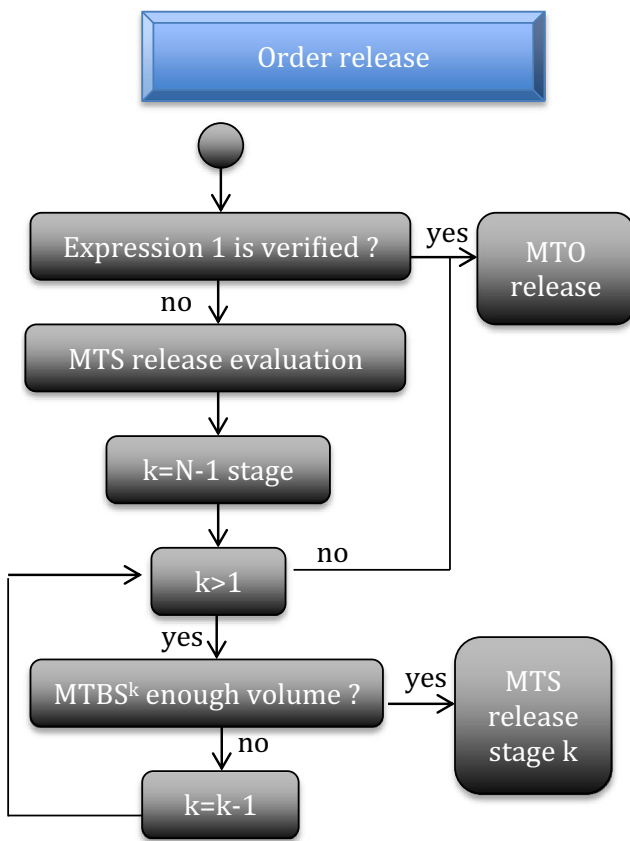 Order release
Expression 1 is verified ?
yes
MTO
release
no
MTS release evaluation
k=N-1 stage
no
k>1
yes
MTBSᵏ enough volume ?
yes
MTS
release
stage k
no
k=k-1